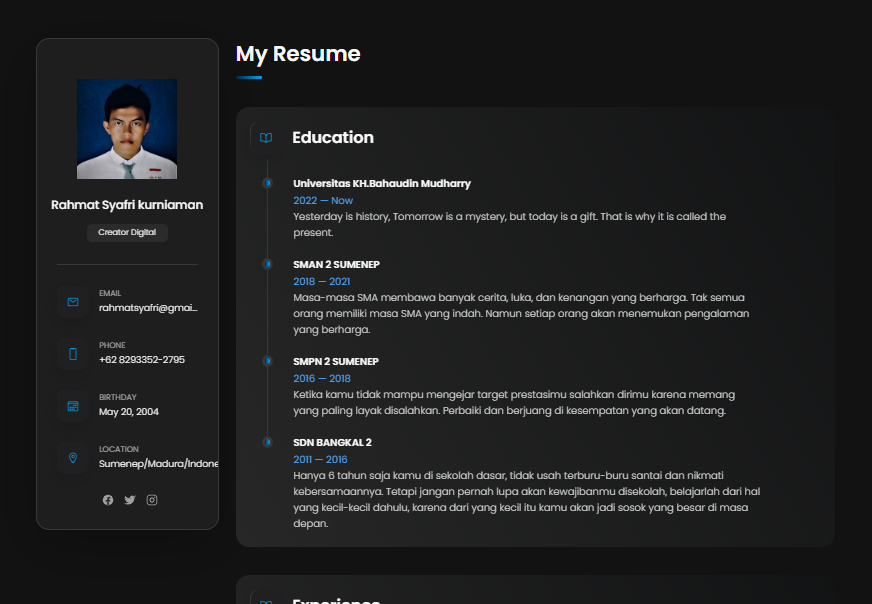 Rahmat Syafri kurniaman
Creator Digital
EMAIL
rahmatsyafri@gmai...
PHONE
+62 8293352-2795
BIRTHDAY
May 20, 2004
LOCATION
Sumenep/Madura/Indone
My Resume
Education
Universitas KH.Bahaudin Mudharry
2022 — Now
Yesterday is history, Tomorrow is a mystery, but today is a gift. That is why it is called the
present.
SMAN 2 SUMENEP
2018 — 2021
Masa-masa SMA membawa banyak cerita, luka, dan kenangan yang berharga. Tak semua
orang memiliki masa SMA yang indah. Namun setiap orang akan menemukan pengalaman
yang berharga.
SMPN 2 SUMENEP
2016 — 2018
Ketika kamu tidak mampu mengejar target prestasimu salahkan dirimu karena memang
yang paling layak disalahkan. Perbaiki dan berjuang di kesempatan yang akan datang.
SDN BANGKAL 2
2011 — 2016
Hanya 6 tahun saja kamu di sekolah dasar, tidak usah terburu-buru santai dan nikmati
kebersamaannya. Tetapi jangan pernah lupa akan kewajibanmu disekolah, belajarlah dari hal
yang kecil-kecil dahulu, karena dari yang kecil itu kamu akan jadi sosok yang besar di masa
depan.
Experience